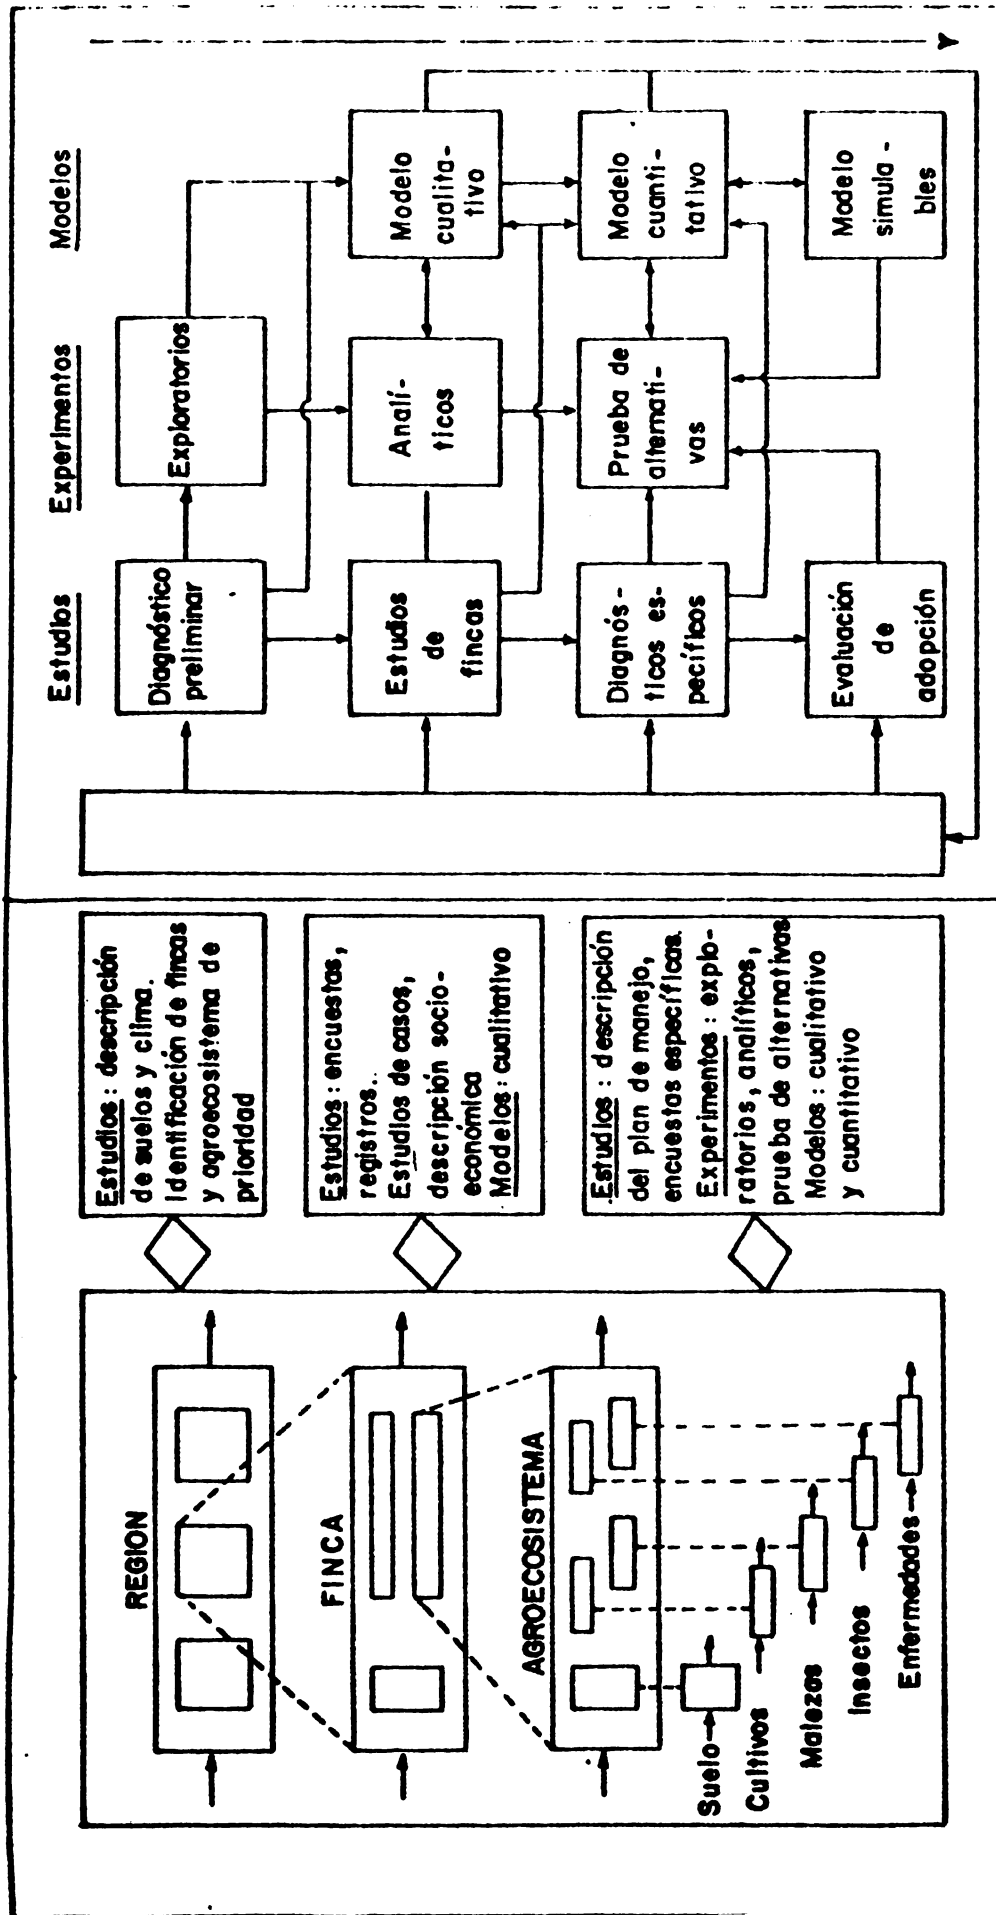 REGION
FINCA
AGROECOSISTEMA
Suelo
Cultivos
Malezas
Insectos
Enfermedades
Estudios: descripción
de suelos y clima.
Identificación de fincas
y agroecosistema de
prioridad
Estudios: encuestas,
registros..
Estudios de casos,
descripción socio-
económica
Modelos: cualitativo
.Estudios: descripción
del plan de manejo,
encuestas específicas.
Experimentos: explo-
ratorios, analíticos,
prueba de alternativas
Modelos: cualitativo
y cuantitativo
Estudios
Experimentos
Modelos
Diagnóstico
preliminar
Exploratorios
Estudios
de
fincas
Analí-
ticos
Modelo
cualita-
tivo
Diagnós-
ticos es-
pecíficos
Prueba de
alternati-
vas
Modelo
cuanti-
tativo
Evaluación
de
adopción
Modelo
simula-
bles